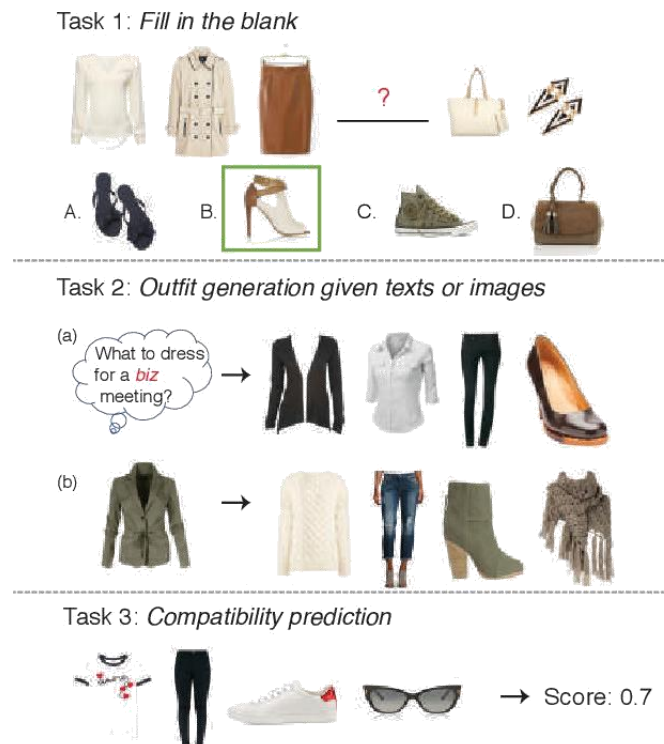 Task 1: Fill in the blank
?
A.
B.
C.
D.
Task 2: Outfit generation given texts or images
(a)
What to dress
for a biz
meeting?
(b)
Task 3: Compatibility prediction
Score: 0.7